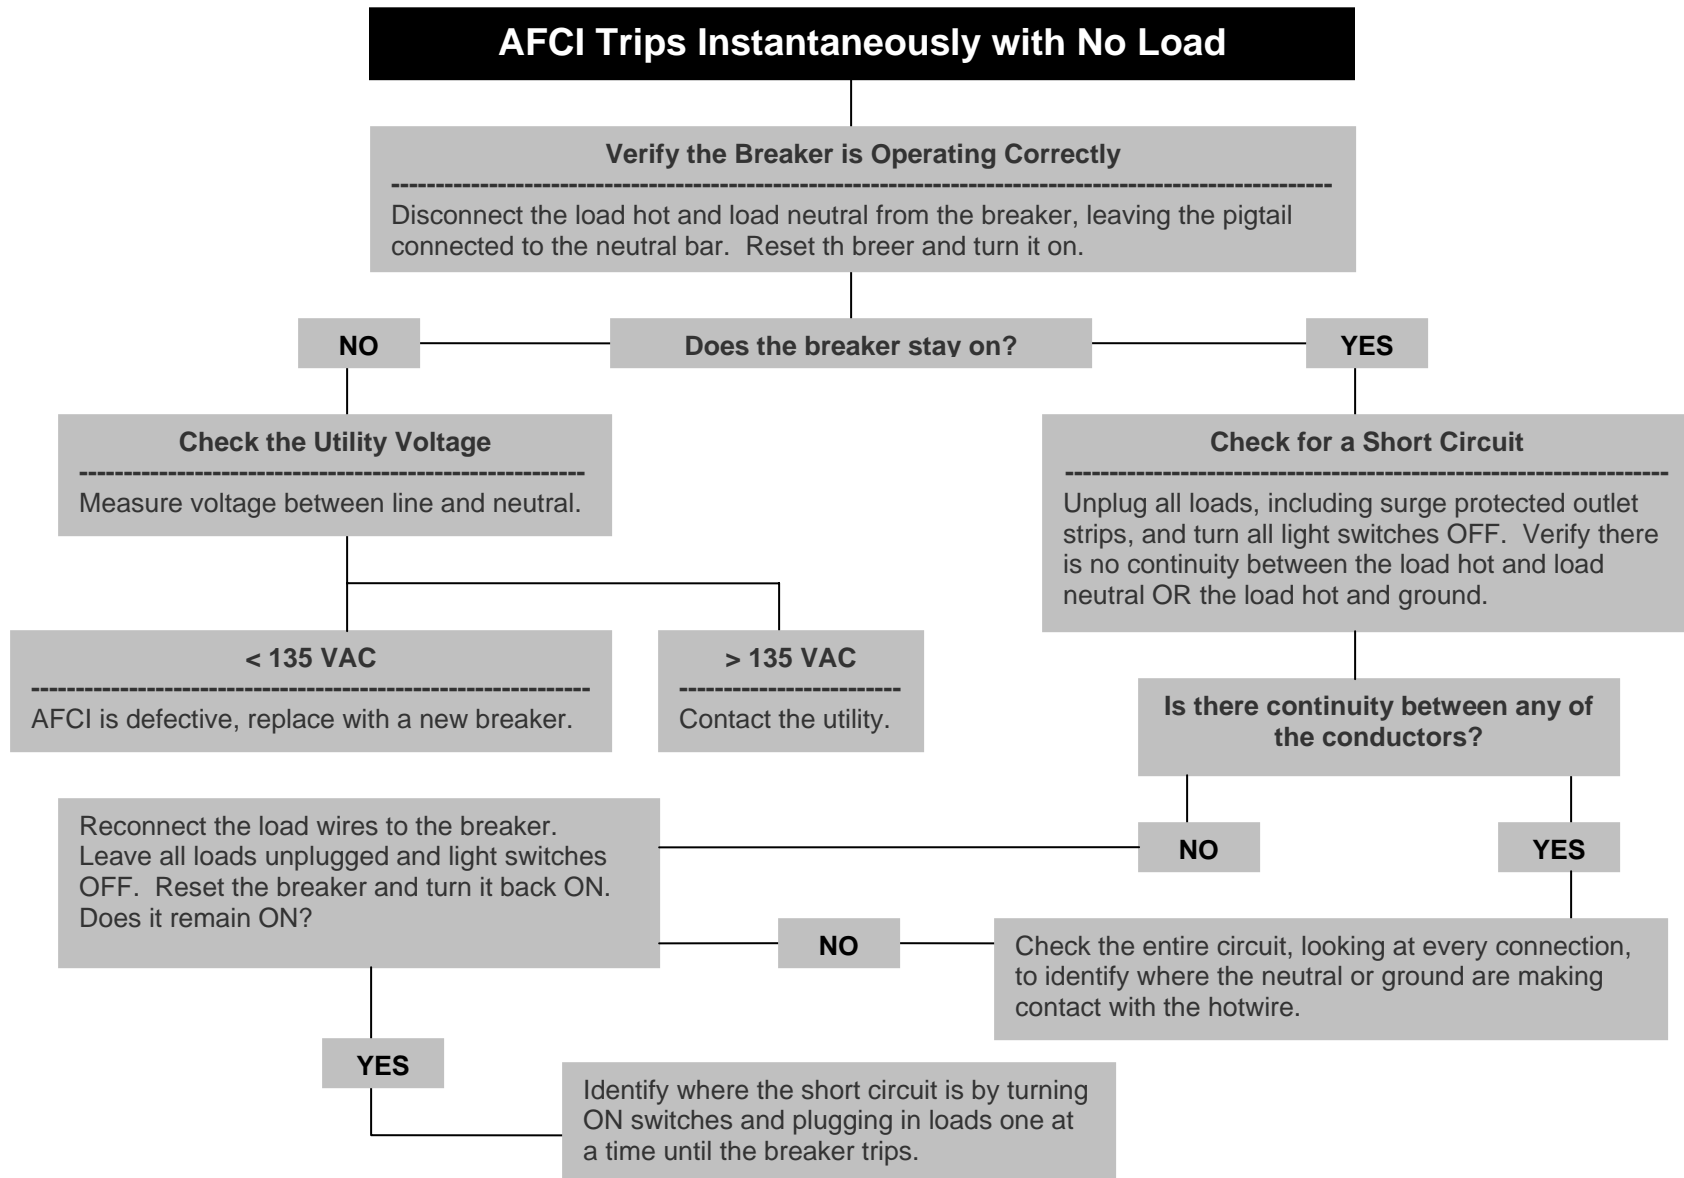 AFCI Trips Instantaneously with No Load
Verify the Breaker is Operating Correctly
Disconnect the load hot and load neutral from the breaker, leaving the pigtail
connected to the neutral bar.  Reset th breer and turn it on.
NO
Does the breaker stay on?
YES
Check the Utility Voltage
Measure voltage between line and neutral.
Check for a Short Circuit
Unplug all loads, including surge protected outlet
strips, and turn all light switches OFF.  Verify there
is no continuity between the load hot and load
neutral OR the load hot and ground.
< 135 VAC
AFCI is defective, replace with a new breaker.
> 135 VAC
Contact the utility.
Is there continuity between any of
the conductors?
NO
YES
Reconnect the load wires to the breaker.
Leave all loads unplugged and light switches
OFF.  Reset the breaker and turn it back ON.
Does it remain ON?
NO
Check the entire circuit, looking at every connection,
to identify where the neutral or ground are making
contact with the hotwire.
YES
Identify where the short circuit is by turning
ON switches and plugging in loads one at
a time until the breaker trips.